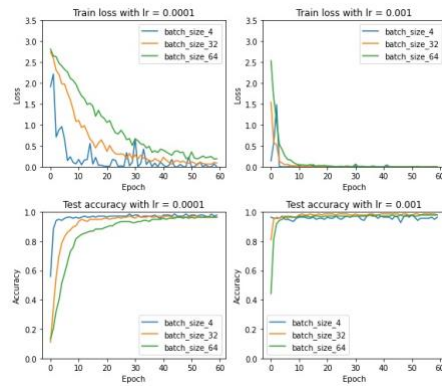 Train loss with lr = 0.0001
3.5
3.0
2.5
2.0
1.5
1.0
0.5
0.0
Loss
batch_size_4
batch_size_32
batch_size_64
0 10 20 30 40 50 60
Epoch
Train loss with lr = 0.001
3.5
3.0
2.5
2.0
1.5
1.0
0.5
0.0
Loss
batch_size_4
batch_size_32
batch_size_64
0 10 20 30 40 50 60
Epoch
Test accuracy with lr = 0.0001
1.0
0.8
0.6
0.4
0.2
0.0
Accuracy
batch_size_4
batch_size_32
batch_size_64
0 10 20 30 40 50 60
Epoch
Test accuracy with lr = 0.001
1.0
0.8
0.6
0.4
0.2
0.0
Accuracy
batch_size_4
batch_size_32
batch_size_64
0 10 20 30 40 50 60
Epoch